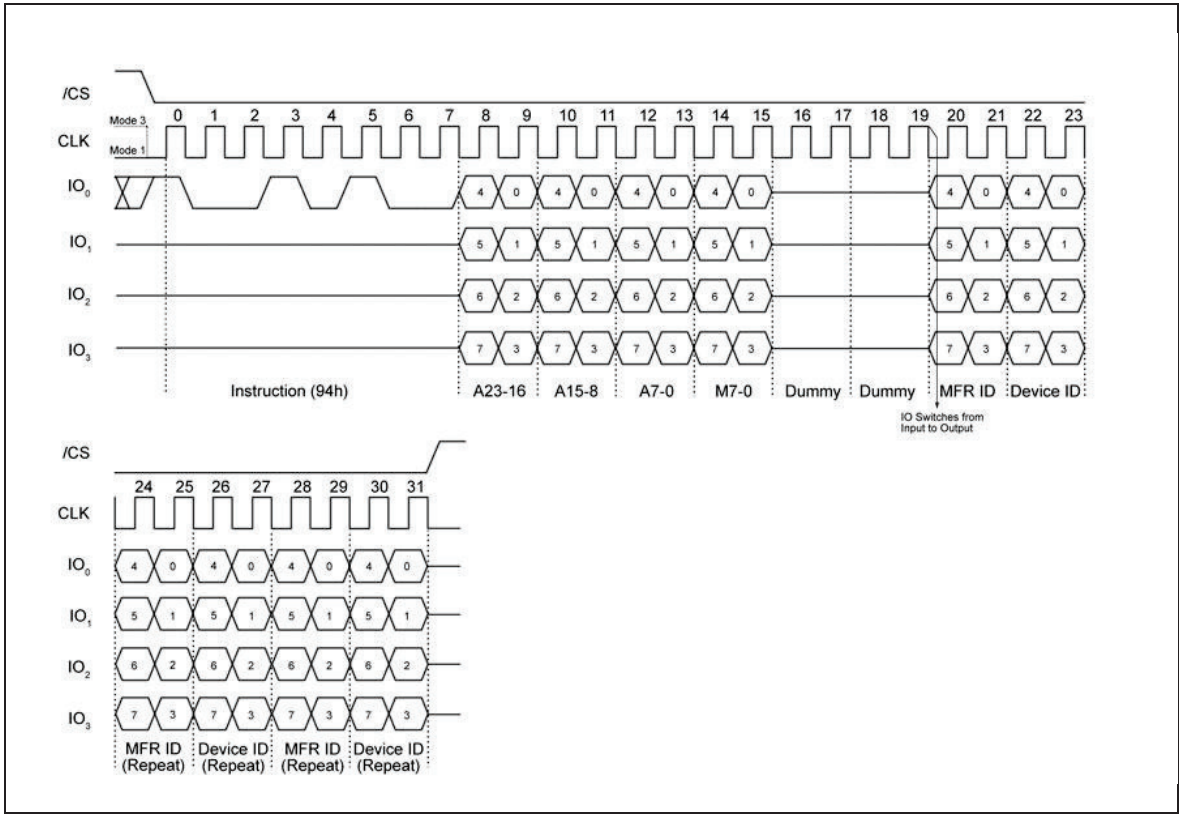 /CS
Mode 3 0 1 2 3 4 5 6 7 8 9 10 11 12 13 14 15 16 17 18 19 20 21 22 23
CLK
Mode 1
IO₀ 4 0 4 0 4 0 4 0 4 0 4 0
IO₁ 5 1 5 1 5 1 5 1 5 1 5 1
IO₂ 6 2 6 2 6 2 6 2 6 2 6 2
IO₃ 7 3 7 3 7 3 7 3 7 3 7 3
Instruction (94h) A23-16 A15-8 A7-0 M7-0 Dummy Dummy MFR ID Device ID
IO Switches from
Input to Output
/CS
24 25 26 27 28 29 30 31
CLK
IO₀ 4 0 4 0 4 0 4 0
IO₁ 5 1 5 1 5 1 5 1
IO₂ 6 2 6 2 6 2 6 2
IO₃ 7 3 7 3 7 3 7 3
MFR ID Device ID MFR ID Device ID
(Repeat) (Repeat) (Repeat) (Repeat)